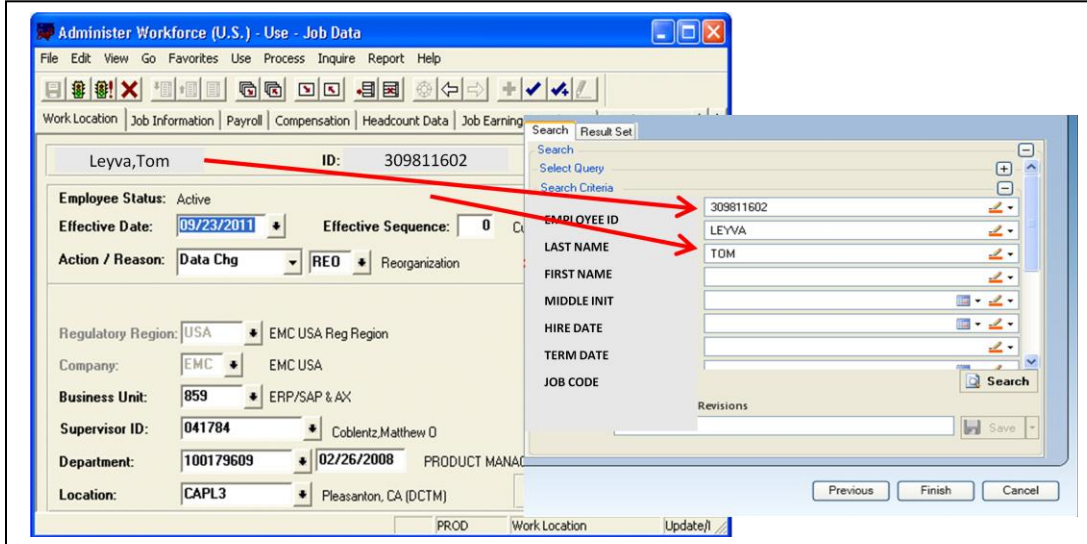 Administer Workforce (U.S.) - Use - Job Data
File Edit View Go Favorites Use Process Inquire Report Help
Work Location Job Information Payroll Compensation Headcount Data Job Earning
Leyva,Tom ID: 309811602
Employee Status: Active
Effective Date: 09/23/2011 Effective Sequence: 0
Action / Reason: Data Chg REO Reorganization
Regulatory Region: USA EMC USA Reg Region
Company: EMC EMC USA
Business Unit: 859 ERP/SAP & AX
Supervisor ID: 041784 Coblentz,Matthew O
Department: 100179609 02/26/2008 PRODUCT MANAG
Location: CAPL3 Pleasanton, CA (DCTM)
PROD Work Location Update/
Search Result Set
Search
Select Query
Search Criteria
EMPLOYEE ID 309811602
LAST NAME LEYVA
FIRST NAME TOM
MIDDLE INIT
HIRE DATE
TERM DATE
JOB CODE
Search
Revisions
Save
Previous Finish Cancel